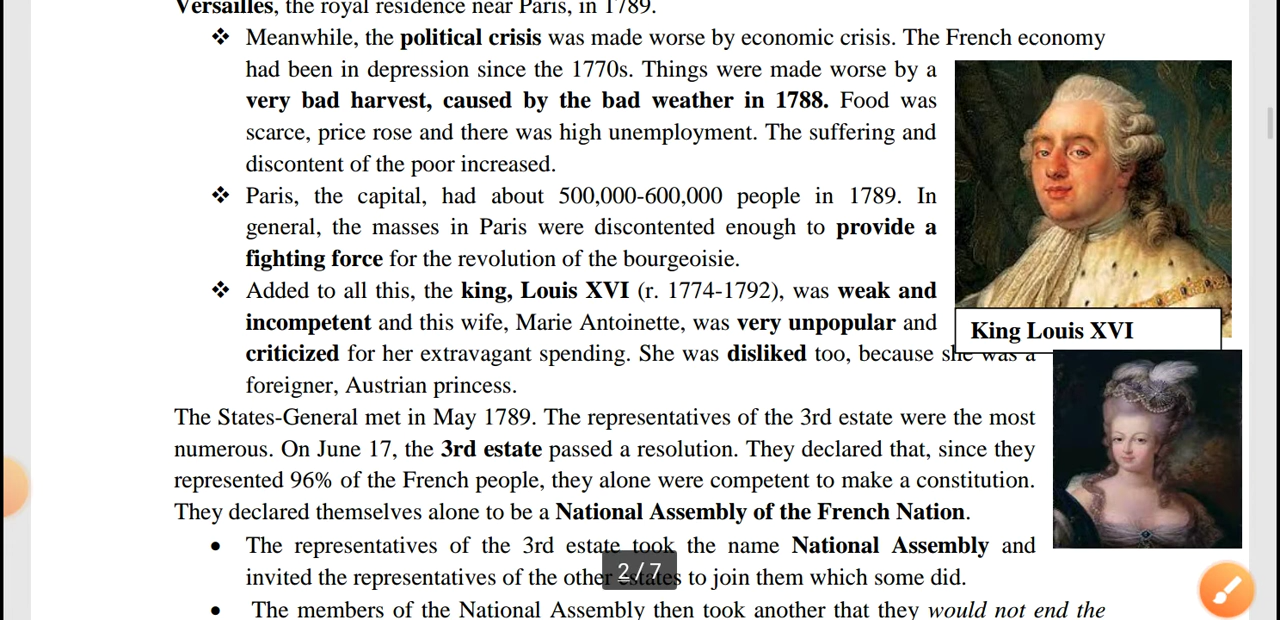 Versailles, the royal residence near Paris, in 1789.
❖ Meanwhile, the political crisis was made worse by economic crisis. The French economy
had been in depression since the 1770s. Things were made worse by a
very bad harvest, caused by the bad weather in 1788. Food was
scarce, price rose and there was high unemployment. The suffering and
discontent of the poor increased.
❖ Paris, the capital, had about 500,000-600,000 people in 1789. In
general, the masses in Paris were discontented enough to provide a
fighting force for the revolution of the bourgeoisie.
❖ Added to all this, the king, Louis XVI (r. 1774-1792), was weak and
incompetent and this wife, Marie Antoinette, was very unpopular and
criticized for her extravagant spending. She was disliked too, because she was a
foreigner, Austrian princess.
King Louis XVI
The States-General met in May 1789. The representatives of the 3rd estate were the most
numerous. On June 17, the 3rd estate passed a resolution. They declared that, since they
represented 96% of the French people, they alone were competent to make a constitution.
They declared themselves alone to be a National Assembly of the French Nation.
• The representatives of the 3rd estate took the name National Assembly and
invited the representatives of the other estates to join them which some did.
2/7
• The members of the National Assembly then took another that they would not end the